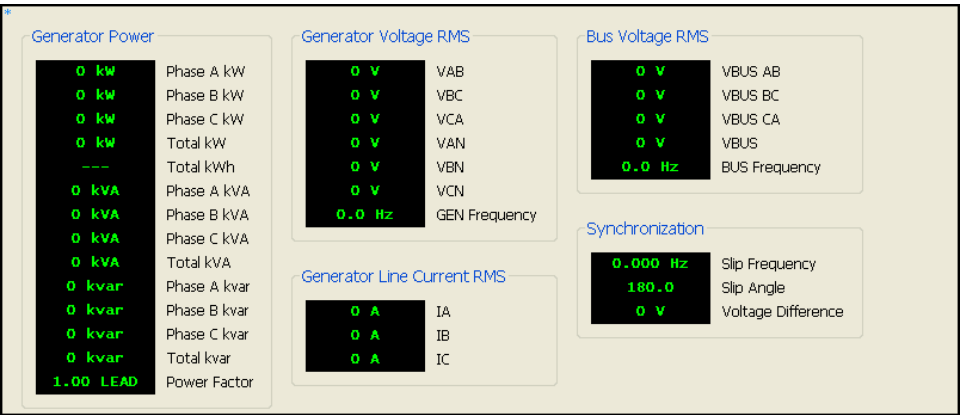 *
Generator Power
0 kW Phase A kW
0 kW Phase B kW
0 kW Phase C kW
0 kW Total kW
--- Total kWh
0 kVA Phase A kVA
0 kVA Phase B kVA
0 kVA Phase C kVA
0 kVA Total kVA
0 kvar Phase A kvar
0 kvar Phase B kvar
0 kvar Phase C kvar
0 kvar Total kvar
1.00 LEAD Power Factor
Generator Voltage RMS
0 V VAB
0 V VBC
0 V VCA
0 V VAN
0 V VBN
0 V VCN
0.0 Hz GEN Frequency
Generator Line Current RMS
0 A IA
0 A IB
0 A IC
Bus Voltage RMS
0 V VBUS AB
0 V VBUS BC
0 V VBUS CA
0 V VBUS
0.0 Hz BUS Frequency
Synchronization
0.000 Hz Slip Frequency
180.0 Slip Angle
0 V Voltage Difference